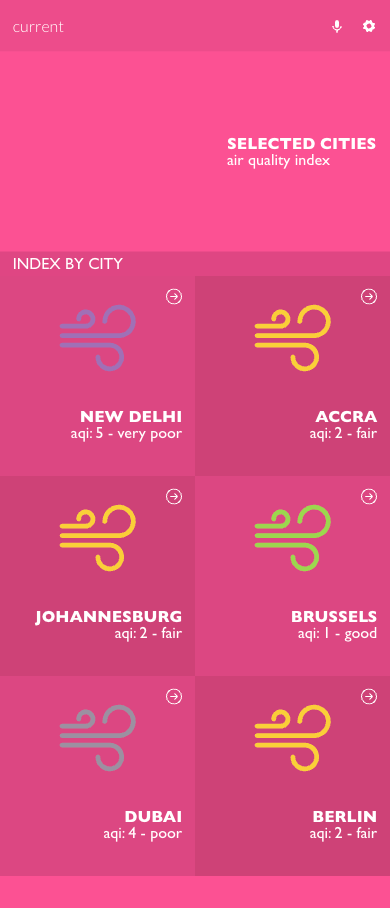 current
SELECTED CITIES
air quality index
INDEX BY CITY
NEW DELHI
aqi: 5 - very poor
ACCRA
aqi: 2 - fair
JOHANNESBURG
aqi: 2 - fair
BRUSSELS
aqi: 1 - good
DUBAI
aqi: 4 - poor
BERLIN
aqi: 2 - fair